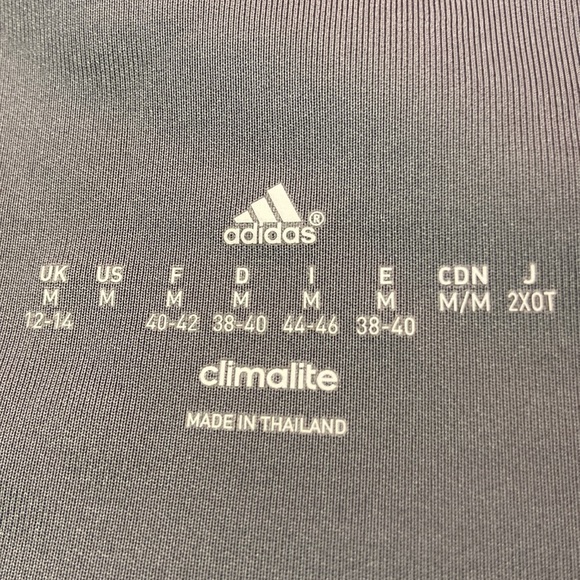 adidas®
UK US F D I E CDN J
M M M M M M M/M 2XOT
12-14 40-42 38-40 44-46 38-40
climalite
MADE IN THAILAND